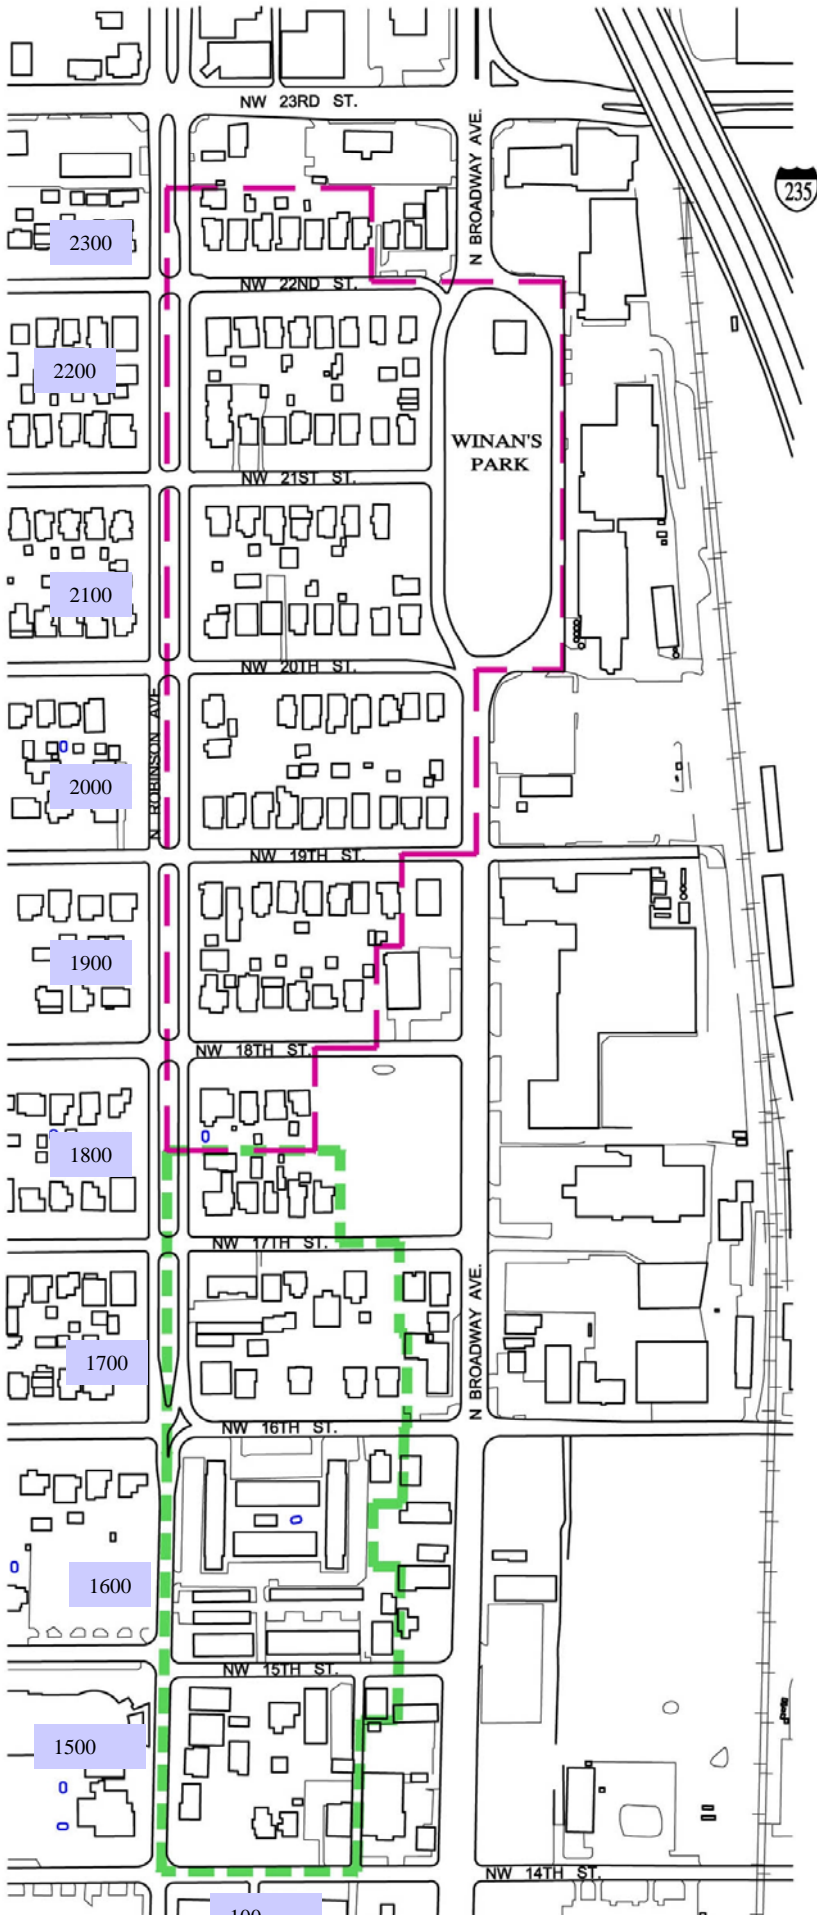 NW 23RD ST.
N BROADWAY AVE.
235
2300
NW 22ND ST.
2200
WINAN'S
PARK
NW 21ST ST.
2100
NW 20TH ST.
N ROBINSON AVE
2000
NW 19TH ST.
1900
NW 18TH ST.
1800
NW 17TH ST.
N BROADWAY AVE.
1700
NW 16TH ST.
1600
NW 15TH ST.
1500
NW 14TH ST.
100